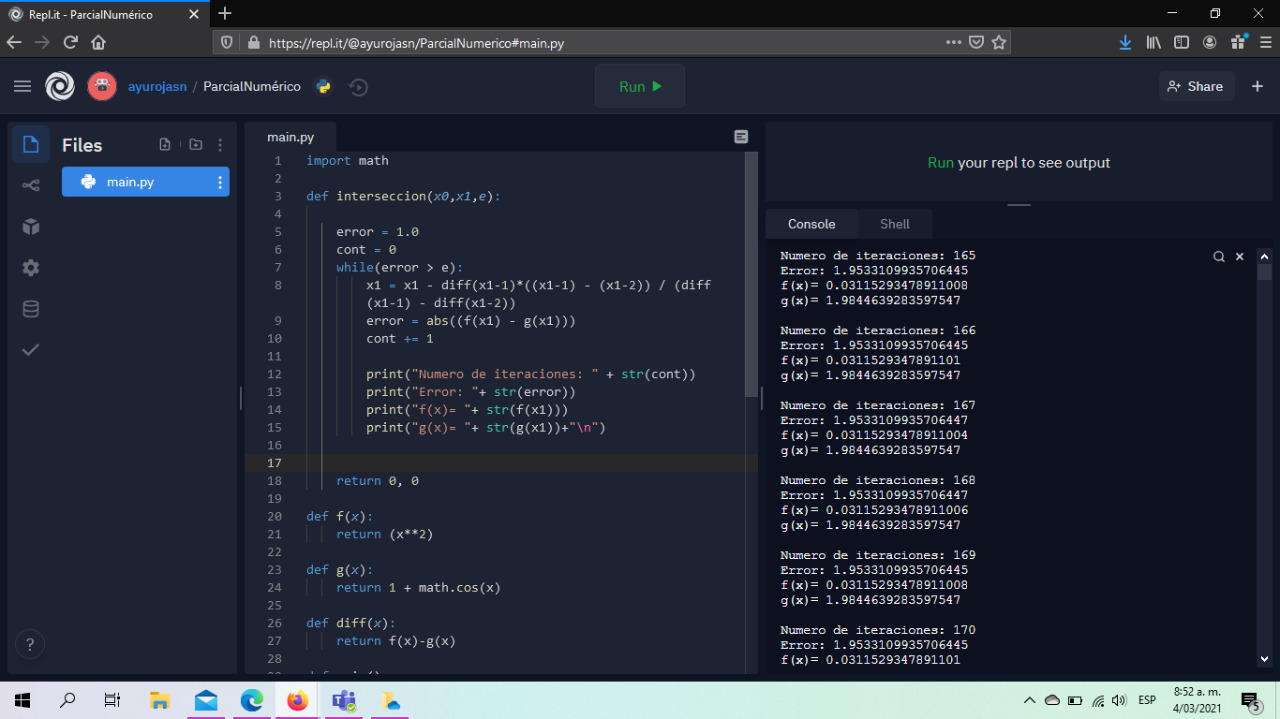 Repl.it - ParcialNumérico
https://repl.it/@ayurojasn/ParcialNumerico#main.py
ayurojasn / ParcialNumérico
Run
Share
Files
main.py
main.py
1 import math
2
3 def interseccion(x0,x1,e):
4
5 error = 1.0
6 cont = 0
7 while(error > e):
8 x1 = x1 - diff(x1-1)*((x1-1) - (x1-2)) / (diff
(x1-1) - diff(x1-2))
9 error = abs((f(x1) - g(x1)))
10 cont += 1
11
12 print("Numero de iteraciones: " + str(cont))
13 print("Error: "+ str(error))
14 print("f(x)= "+ str(f(x1)))
15 print("g(x)= "+ str(g(x1))+"\n")
16
17
18 return 0, 0
19
20 def f(x):
21 return (x**2)
22
23 def g(x):
24 return 1 + math.cos(x)
25
26 def diff(x):
27 return f(x)-g(x)
28
Run your repl to see output
Console
Shell
Numero de iteraciones: 165
Error: 1.9533109935706445
f(x)= 0.03115293478911008
g(x)= 1.9844639283597547
Numero de iteraciones: 166
Error: 1.9533109935706445
f(x)= 0.0311529347891101
g(x)= 1.9844639283597547
Numero de iteraciones: 167
Error: 1.9533109935706447
f(x)= 0.03115293478911004
g(x)= 1.9844639283597547
Numero de iteraciones: 168
Error: 1.9533109935706447
f(x)= 0.03115293478911006
g(x)= 1.9844639283597547
Numero de iteraciones: 169
Error: 1.9533109935706445
f(x)= 0.03115293478911008
g(x)= 1.9844639283597547
Numero de iteraciones: 170
Error: 1.9533109935706445
f(x)= 0.0311529347891101
?
ESP
8:52 a. m.
4/03/2021
5